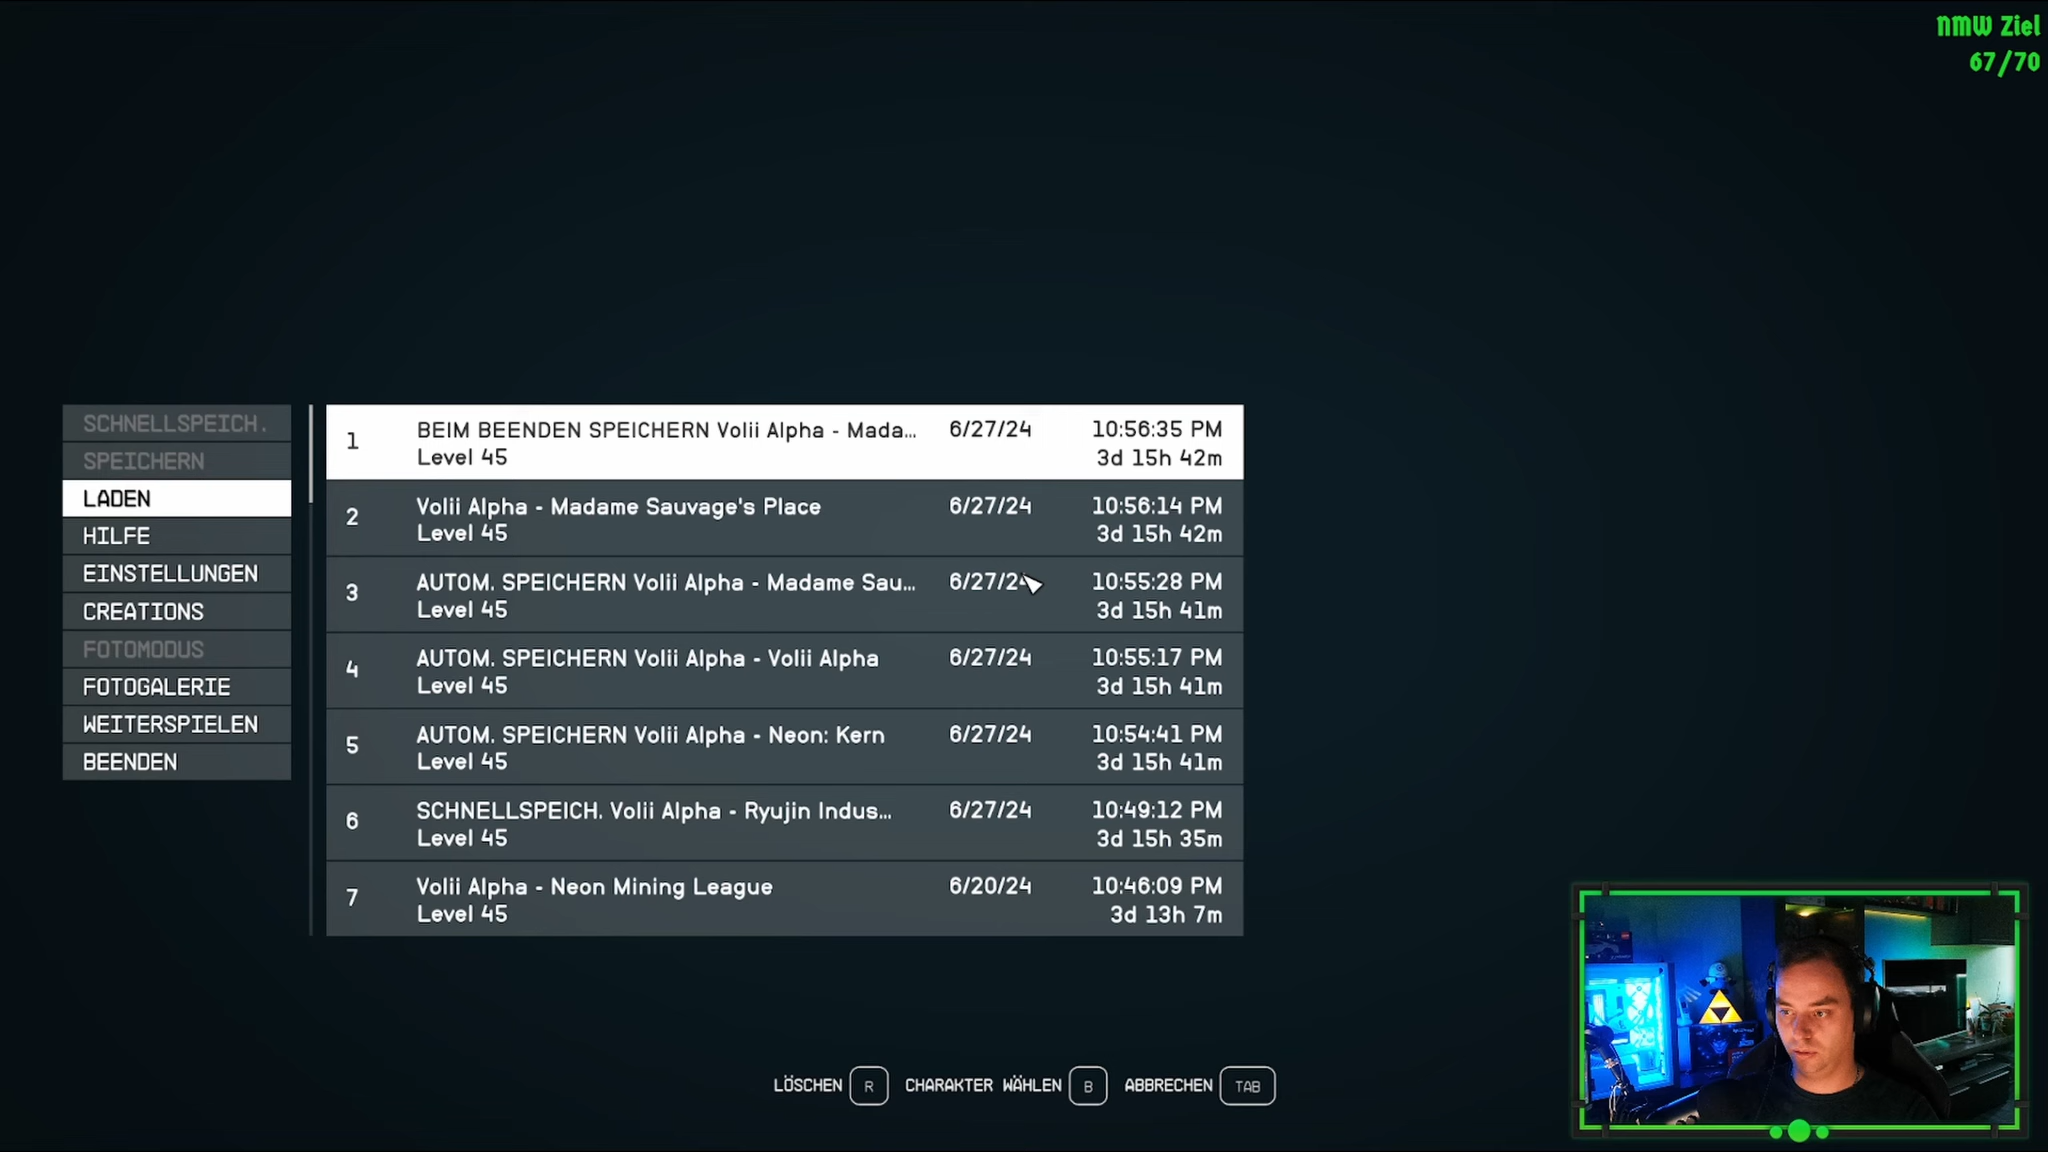 NMW Ziel
67/70
SCHNELLSPEICH.
SPEICHERN
LADEN
HILFE
EINSTELLUNGEN
CREATIONS
FOTOMODUS
FOTOGALERIE
WEITERSPIELEN
BEENDEN
1 BEIM BEENDEN SPEICHERN Volii Alpha - Mada... 6/27/24 10:56:35 PM
Level 45 3d 15h 42m
2 Volii Alpha - Madame Sauvage's Place 6/27/24 10:56:14 PM
Level 45 3d 15h 42m
3 AUTOM. SPEICHERN Volii Alpha - Madame Sau... 6/27/24 10:55:28 PM
Level 45 3d 15h 41m
4 AUTOM. SPEICHERN Volii Alpha - Volii Alpha 6/27/24 10:55:17 PM
Level 45 3d 15h 41m
5 AUTOM. SPEICHERN Volii Alpha - Neon: Kern 6/27/24 10:54:41 PM
Level 45 3d 15h 41m
6 SCHNELLSPEICH. Volii Alpha - Ryujin Indus... 6/27/24 10:49:12 PM
Level 45 3d 15h 35m
7 Volii Alpha - Neon Mining League 6/20/24 10:46:09 PM
Level 45 3d 13h 7m
LÖSCHEN R CHARAKTER WÄHLEN B ABBRECHEN TAB